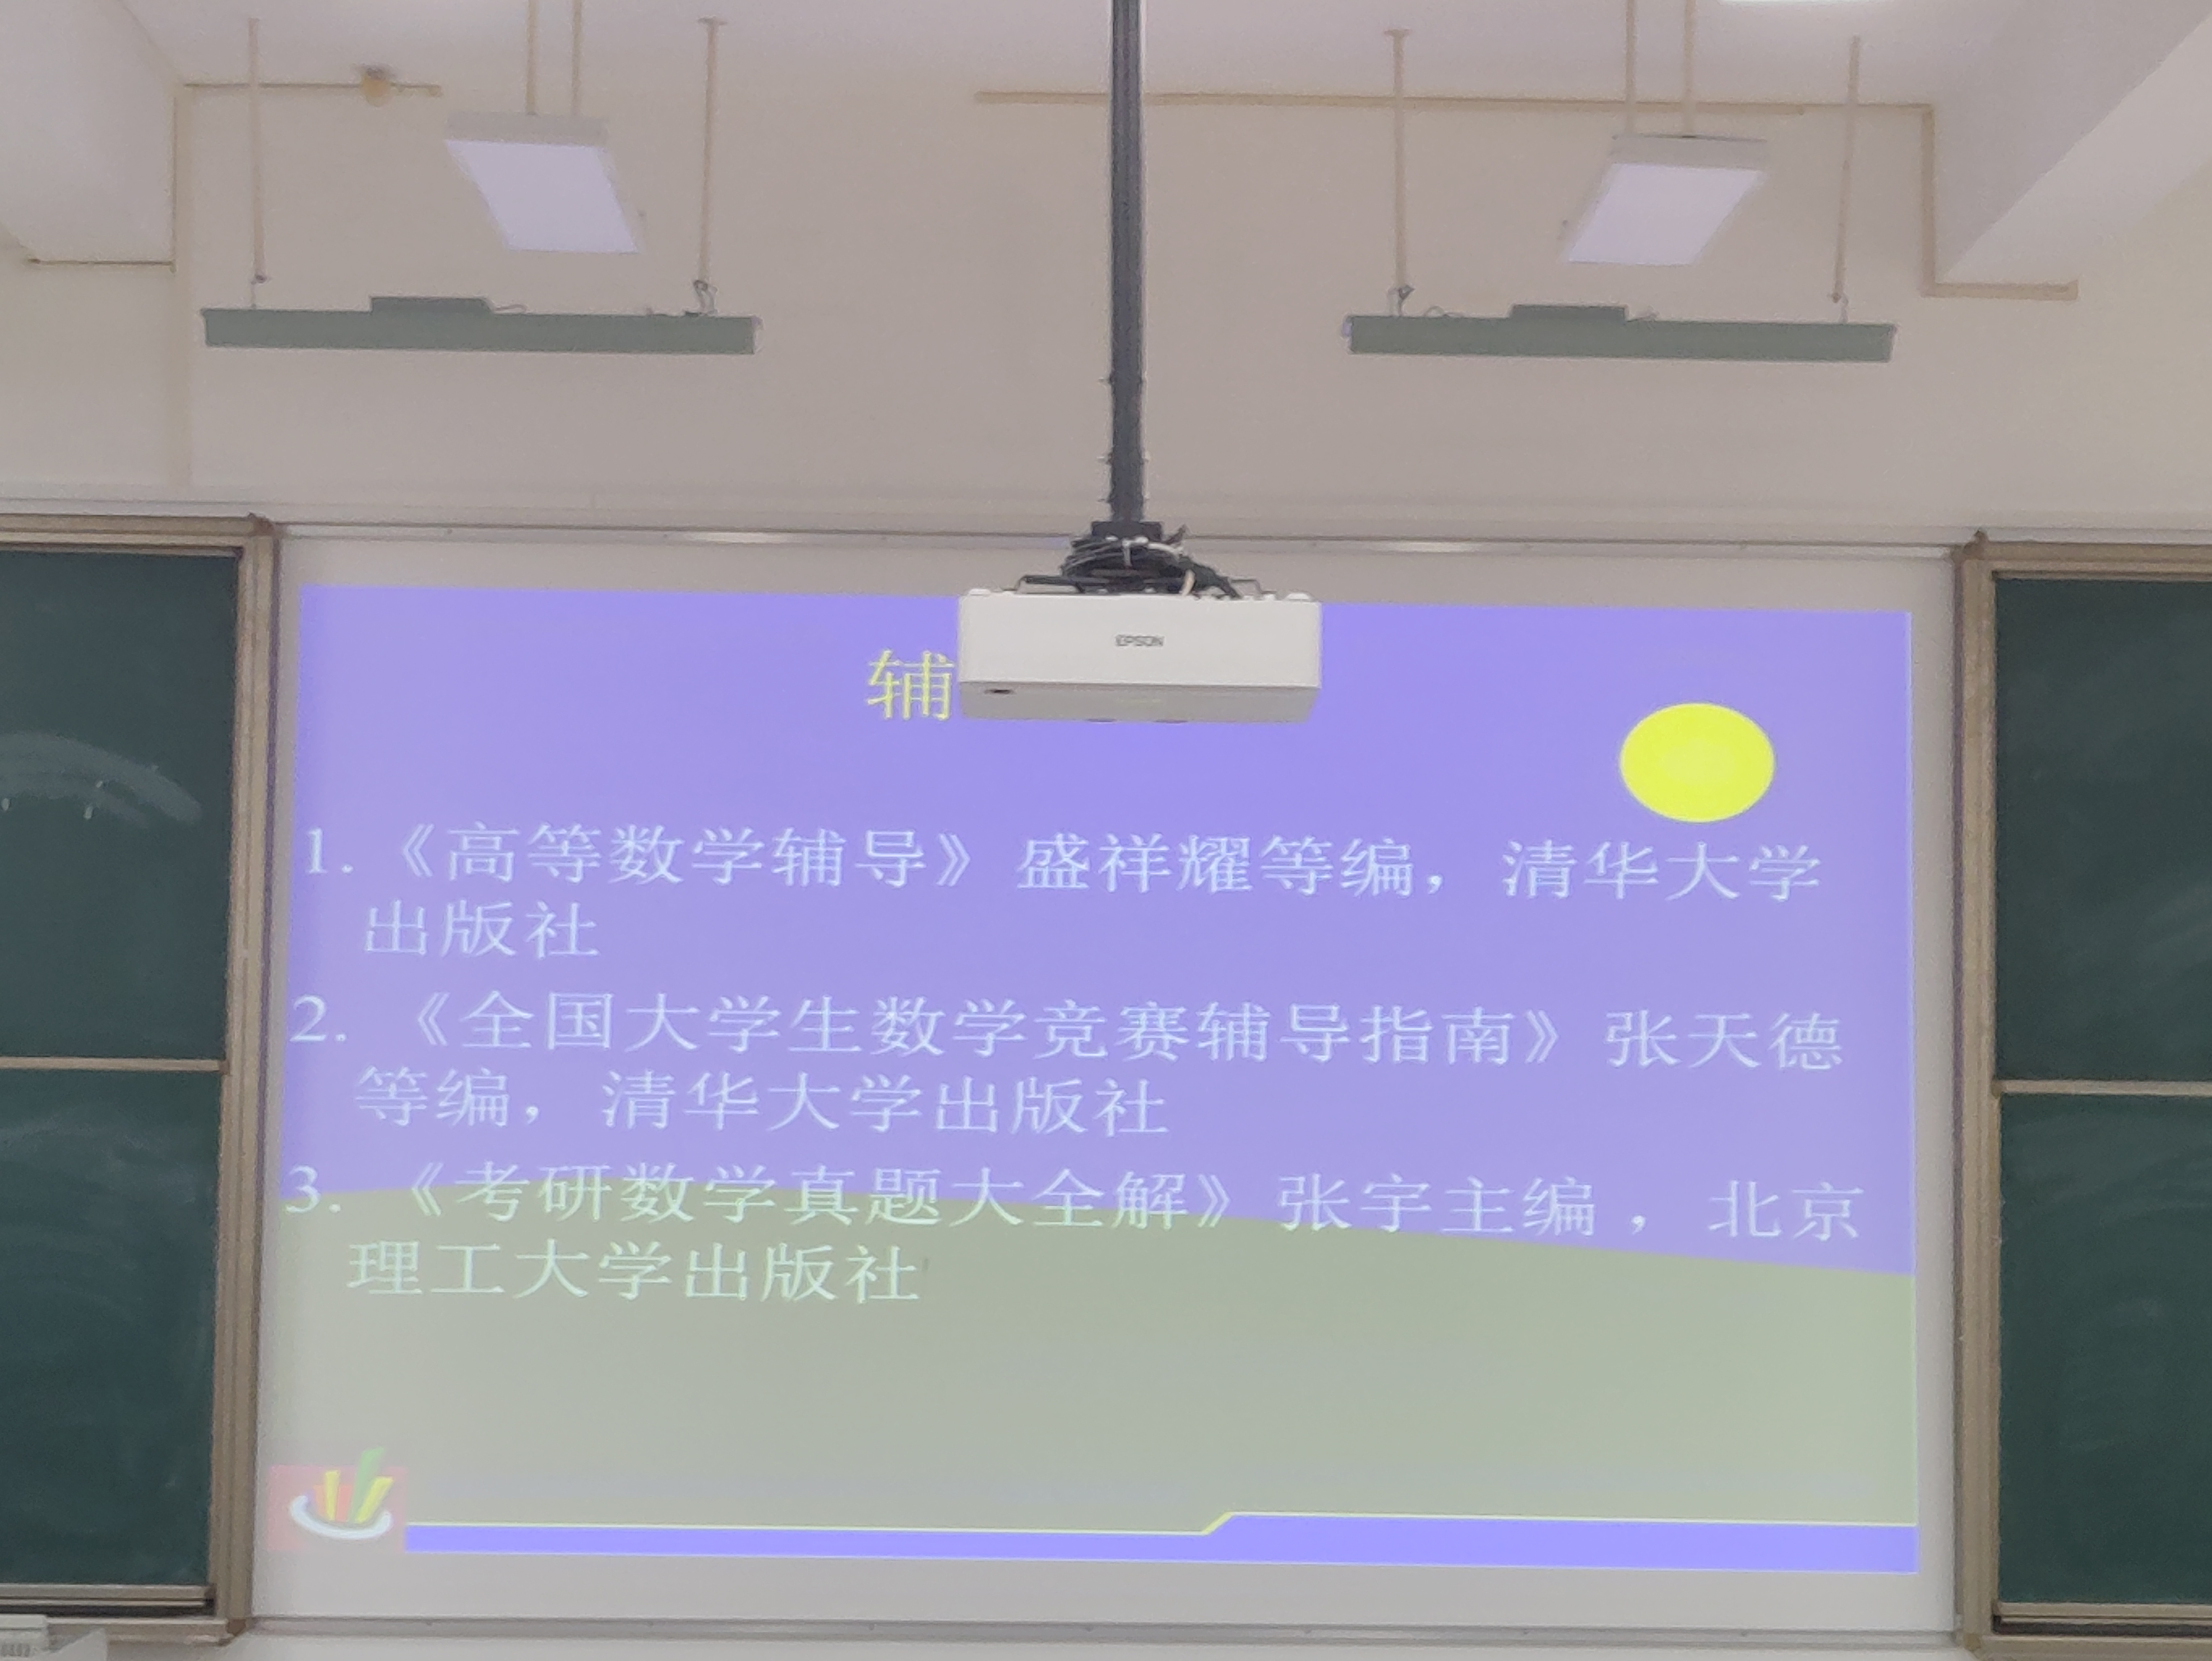 EPSON
辅
1.《高等数学辅导》盛祥耀等编，清华大学
出版社
2. 《全国大学生数学竞赛辅导指南》张天德
等编，清华大学出版社
3. 《考研数学真题大全解》张宇主编 ，北京
理工大学出版社